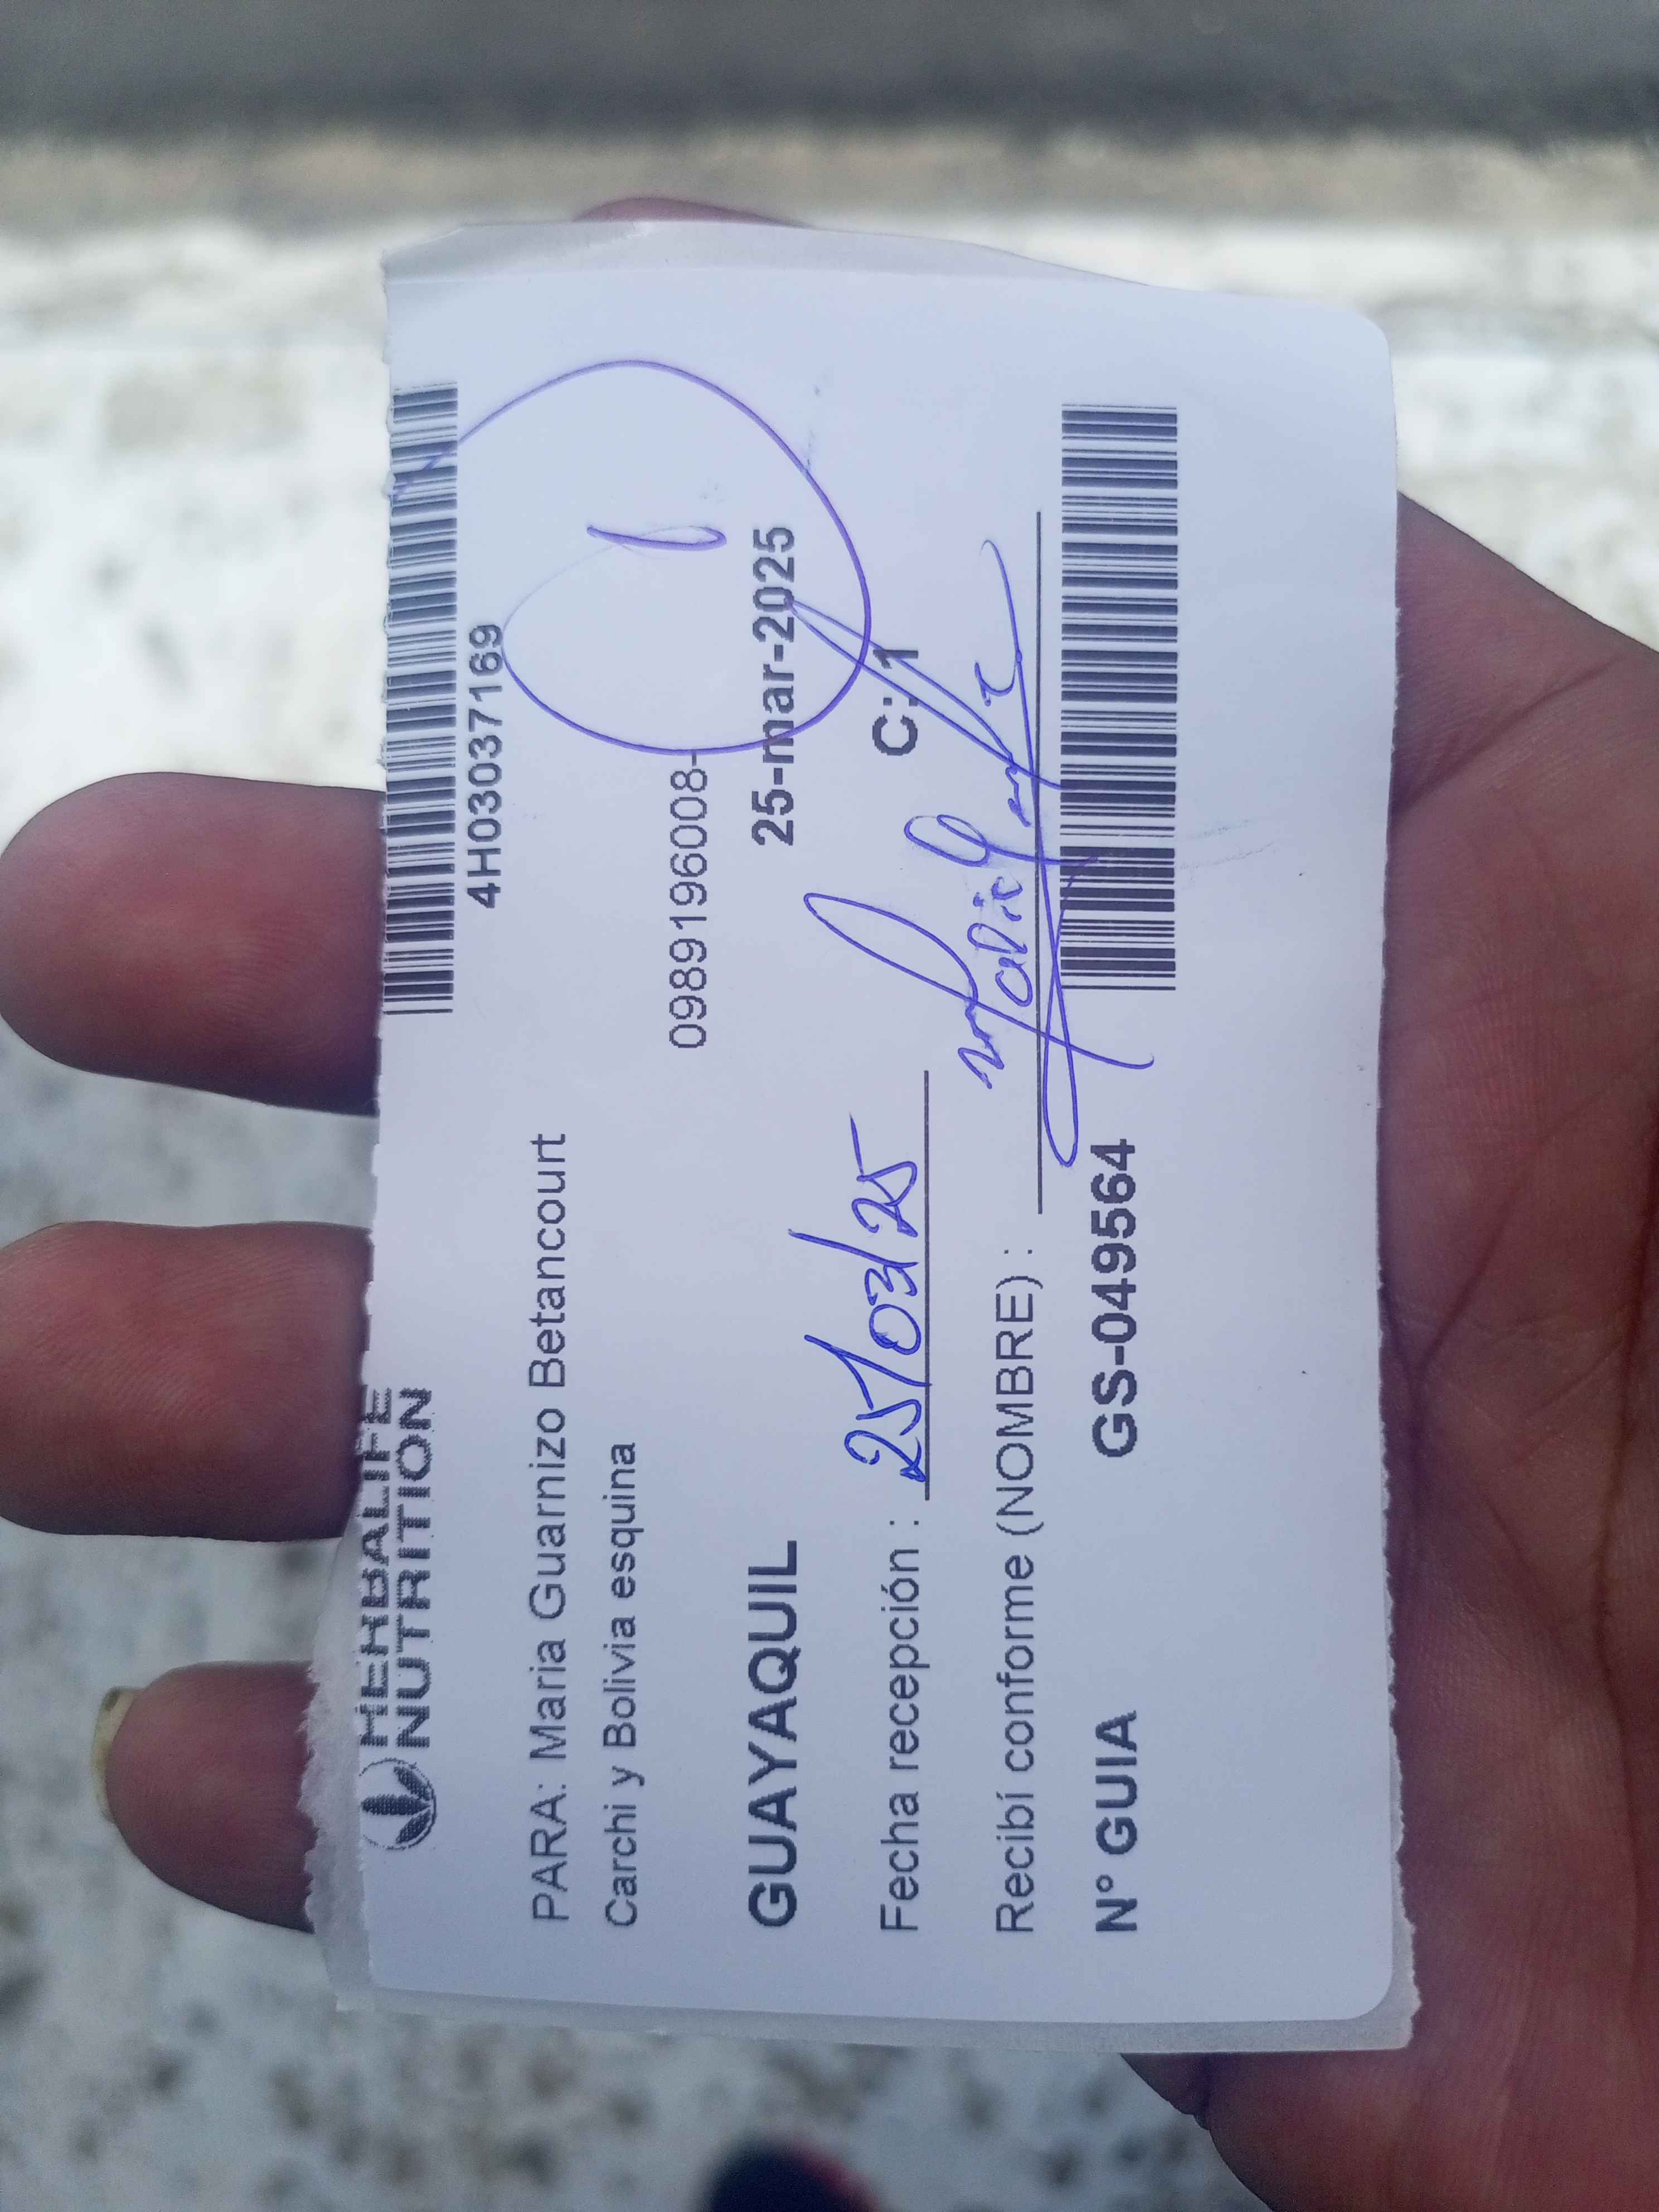 HERBALIFE
NUTRITION
4H03037169
PARA: Maria Guarnizo Betancourt
Carchi y Bolivia esquina
0989196008-
GUAYAQUIL 25-mar-2025
Fecha recepción : 25/03/25 C: 1
Recibí conforme (NOMBRE) :
N° GUIA GS-049564